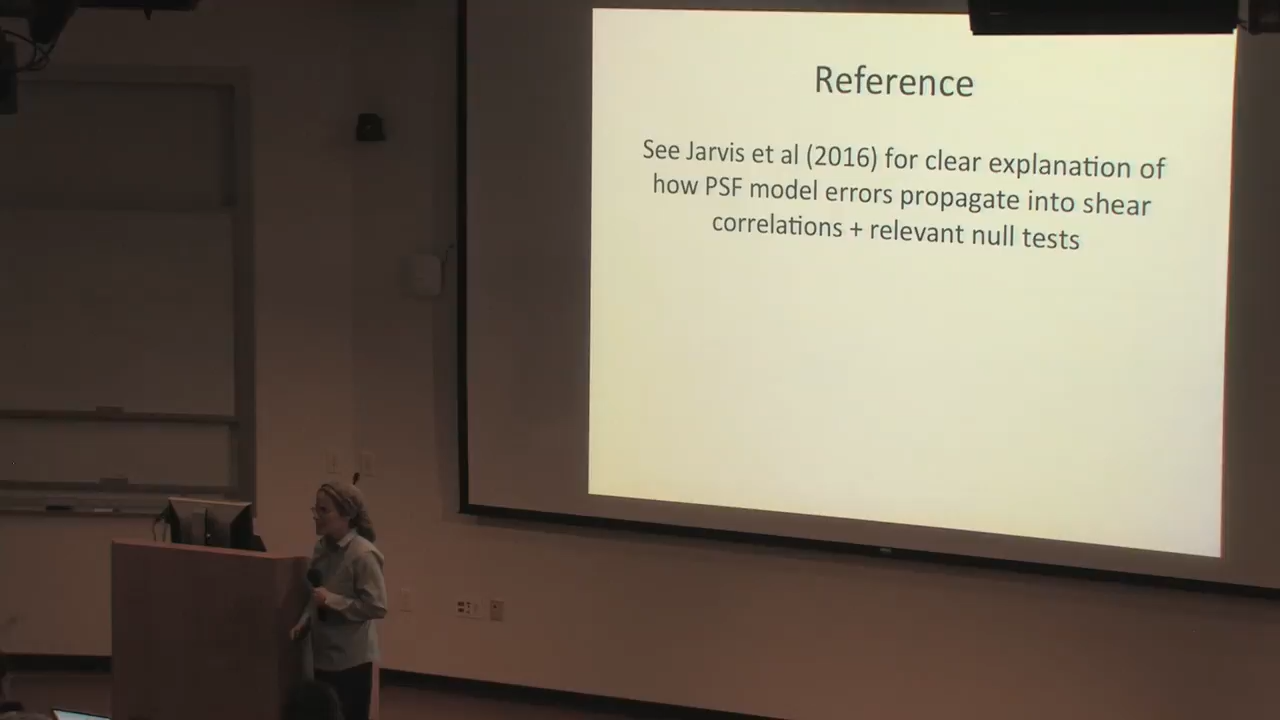 Reference
See Jarvis et al (2016) for clear explanation of
how PSF model errors propagate into shear
correlations + relevant null tests